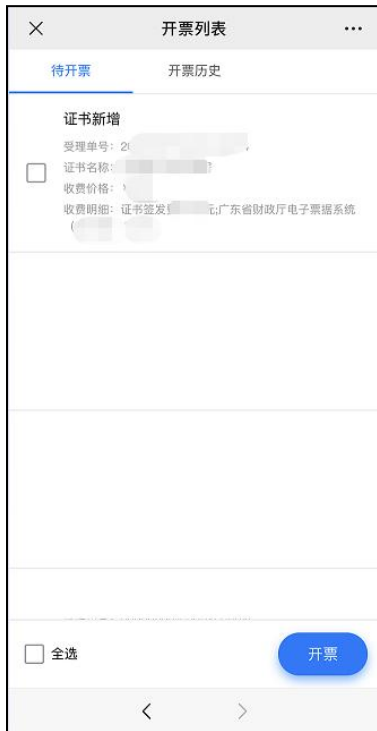 开票列表
待开票
开票历史
证书新增
受理单号：20
证书名称：
收费价格：
收费明细：证书签发 元;广东省财政厅电子票据系统
（
全选
开票